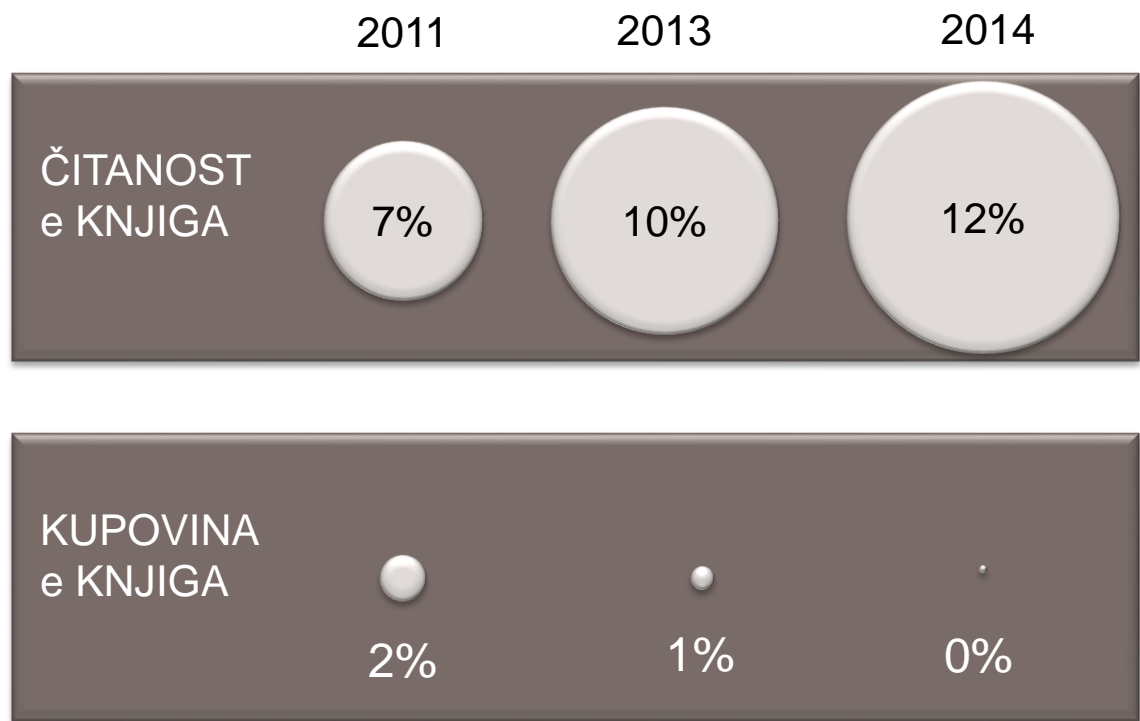 2011 2013 2014
ČITANOST
e KNJIGA
7% 10% 12%
KUPOVINA
e KNJIGA
2% 1% 0%